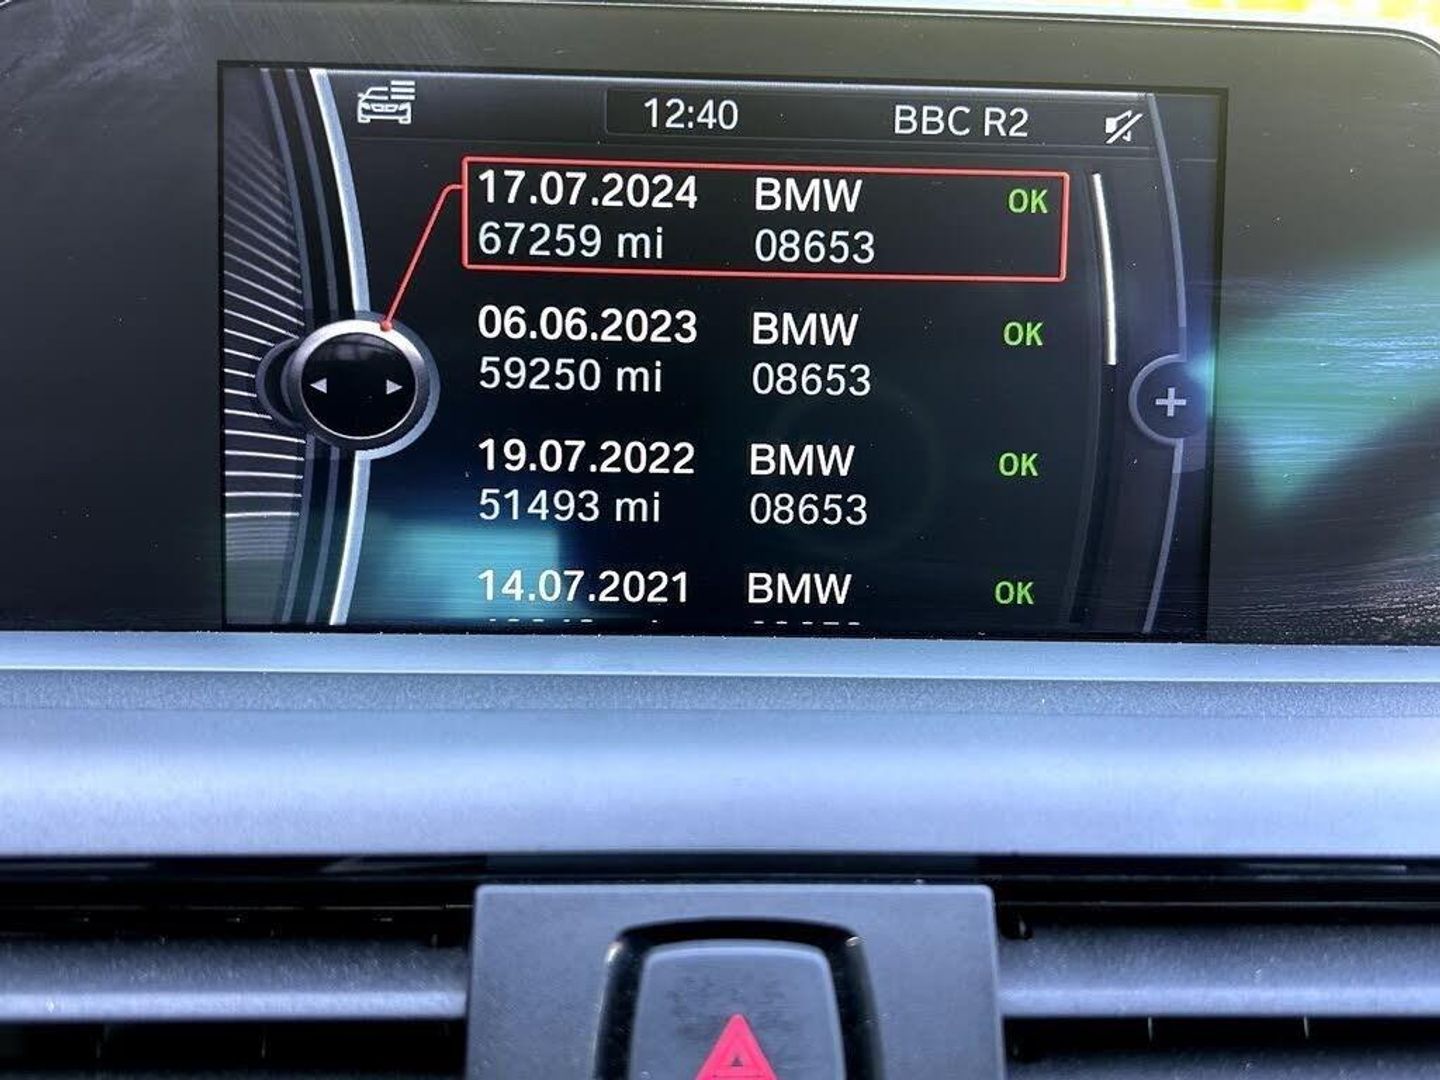 12:40 BBC R2
17.07.2024 BMW OK
67259 mi 08653
06.06.2023 BMW OK
59250 mi 08653
19.07.2022 BMW OK
51493 mi 08653
14.07.2021 BMW OK